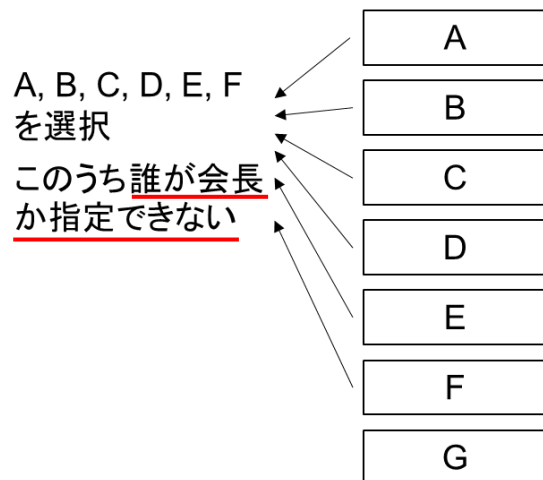 A, B, C, D, E, F
を選択
このうち誰が会長
か指定できない
A
B
C
D
E
F
G